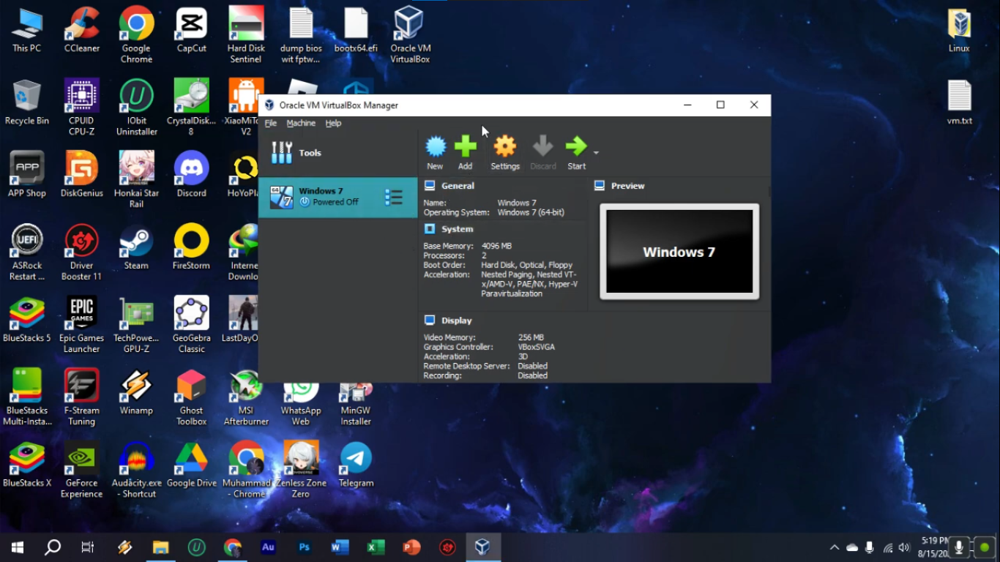 This PC
CCleaner
Google
Chrome
CapCut
Hard Disk
Sentinel
dump bios
wit fptw...
bootx64.efi
Oracle VM
VirtualBox
Linux
Recycle Bin
CPUID
CPU-Z
IObit
Uninstaller
CrystalDisk...
8
XiaoMiTo
V2
vm.txt
APP
APP Shop
DiskGenius
Honkai Star
Rail
Discord
HoYoPla
UEFI
ASRock
Restart ...
Driver
Booster 11
Steam
FireStorm
Interne
Downlo
BlueStacks 5
EPIC
GAMES
Epic Games
Launcher
TechPowe...
GPU-Z
GeoGebra
Classic
LastDayO
BlueStacks
Multi-Insta...
F-Stream
Tuning
Winamp
Ghost
Toolbox
MSI
Afterburner
WhatsApp
Web
MinGW
Installer
BlueStacks X
GeForce
Experience
Audacity.exe
- Shortcut
Google Drive
Muhammad
- Chrome
Zenless Zone
Zero
Telegram
Oracle VM VirtualBox Manager
File Machine Help
Tools
New Add Settings Discard Start
64
7
Windows 7
Powered Off
General
Name: Windows 7
Operating System: Windows 7 (64-bit)
System
Base Memory: 4096 MB
Processors: 2
Boot Order: Hard Disk, Optical, Floppy
Acceleration: Nested Paging, Nested VT-
x/AMD-V, PAE/NX, Hyper-V
Paravirtualization
Display
Video Memory: 256 MB
Graphics Controller: VBoxSVGA
Acceleration: 3D
Remote Desktop Server: Disabled
Recording: Disabled
Preview
Windows 7
Au Ps
5:19 PM
8/15/20